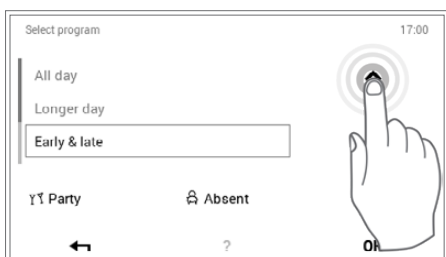 Select program 17:00
All day
Longer day
Early & late
Party Absent
?